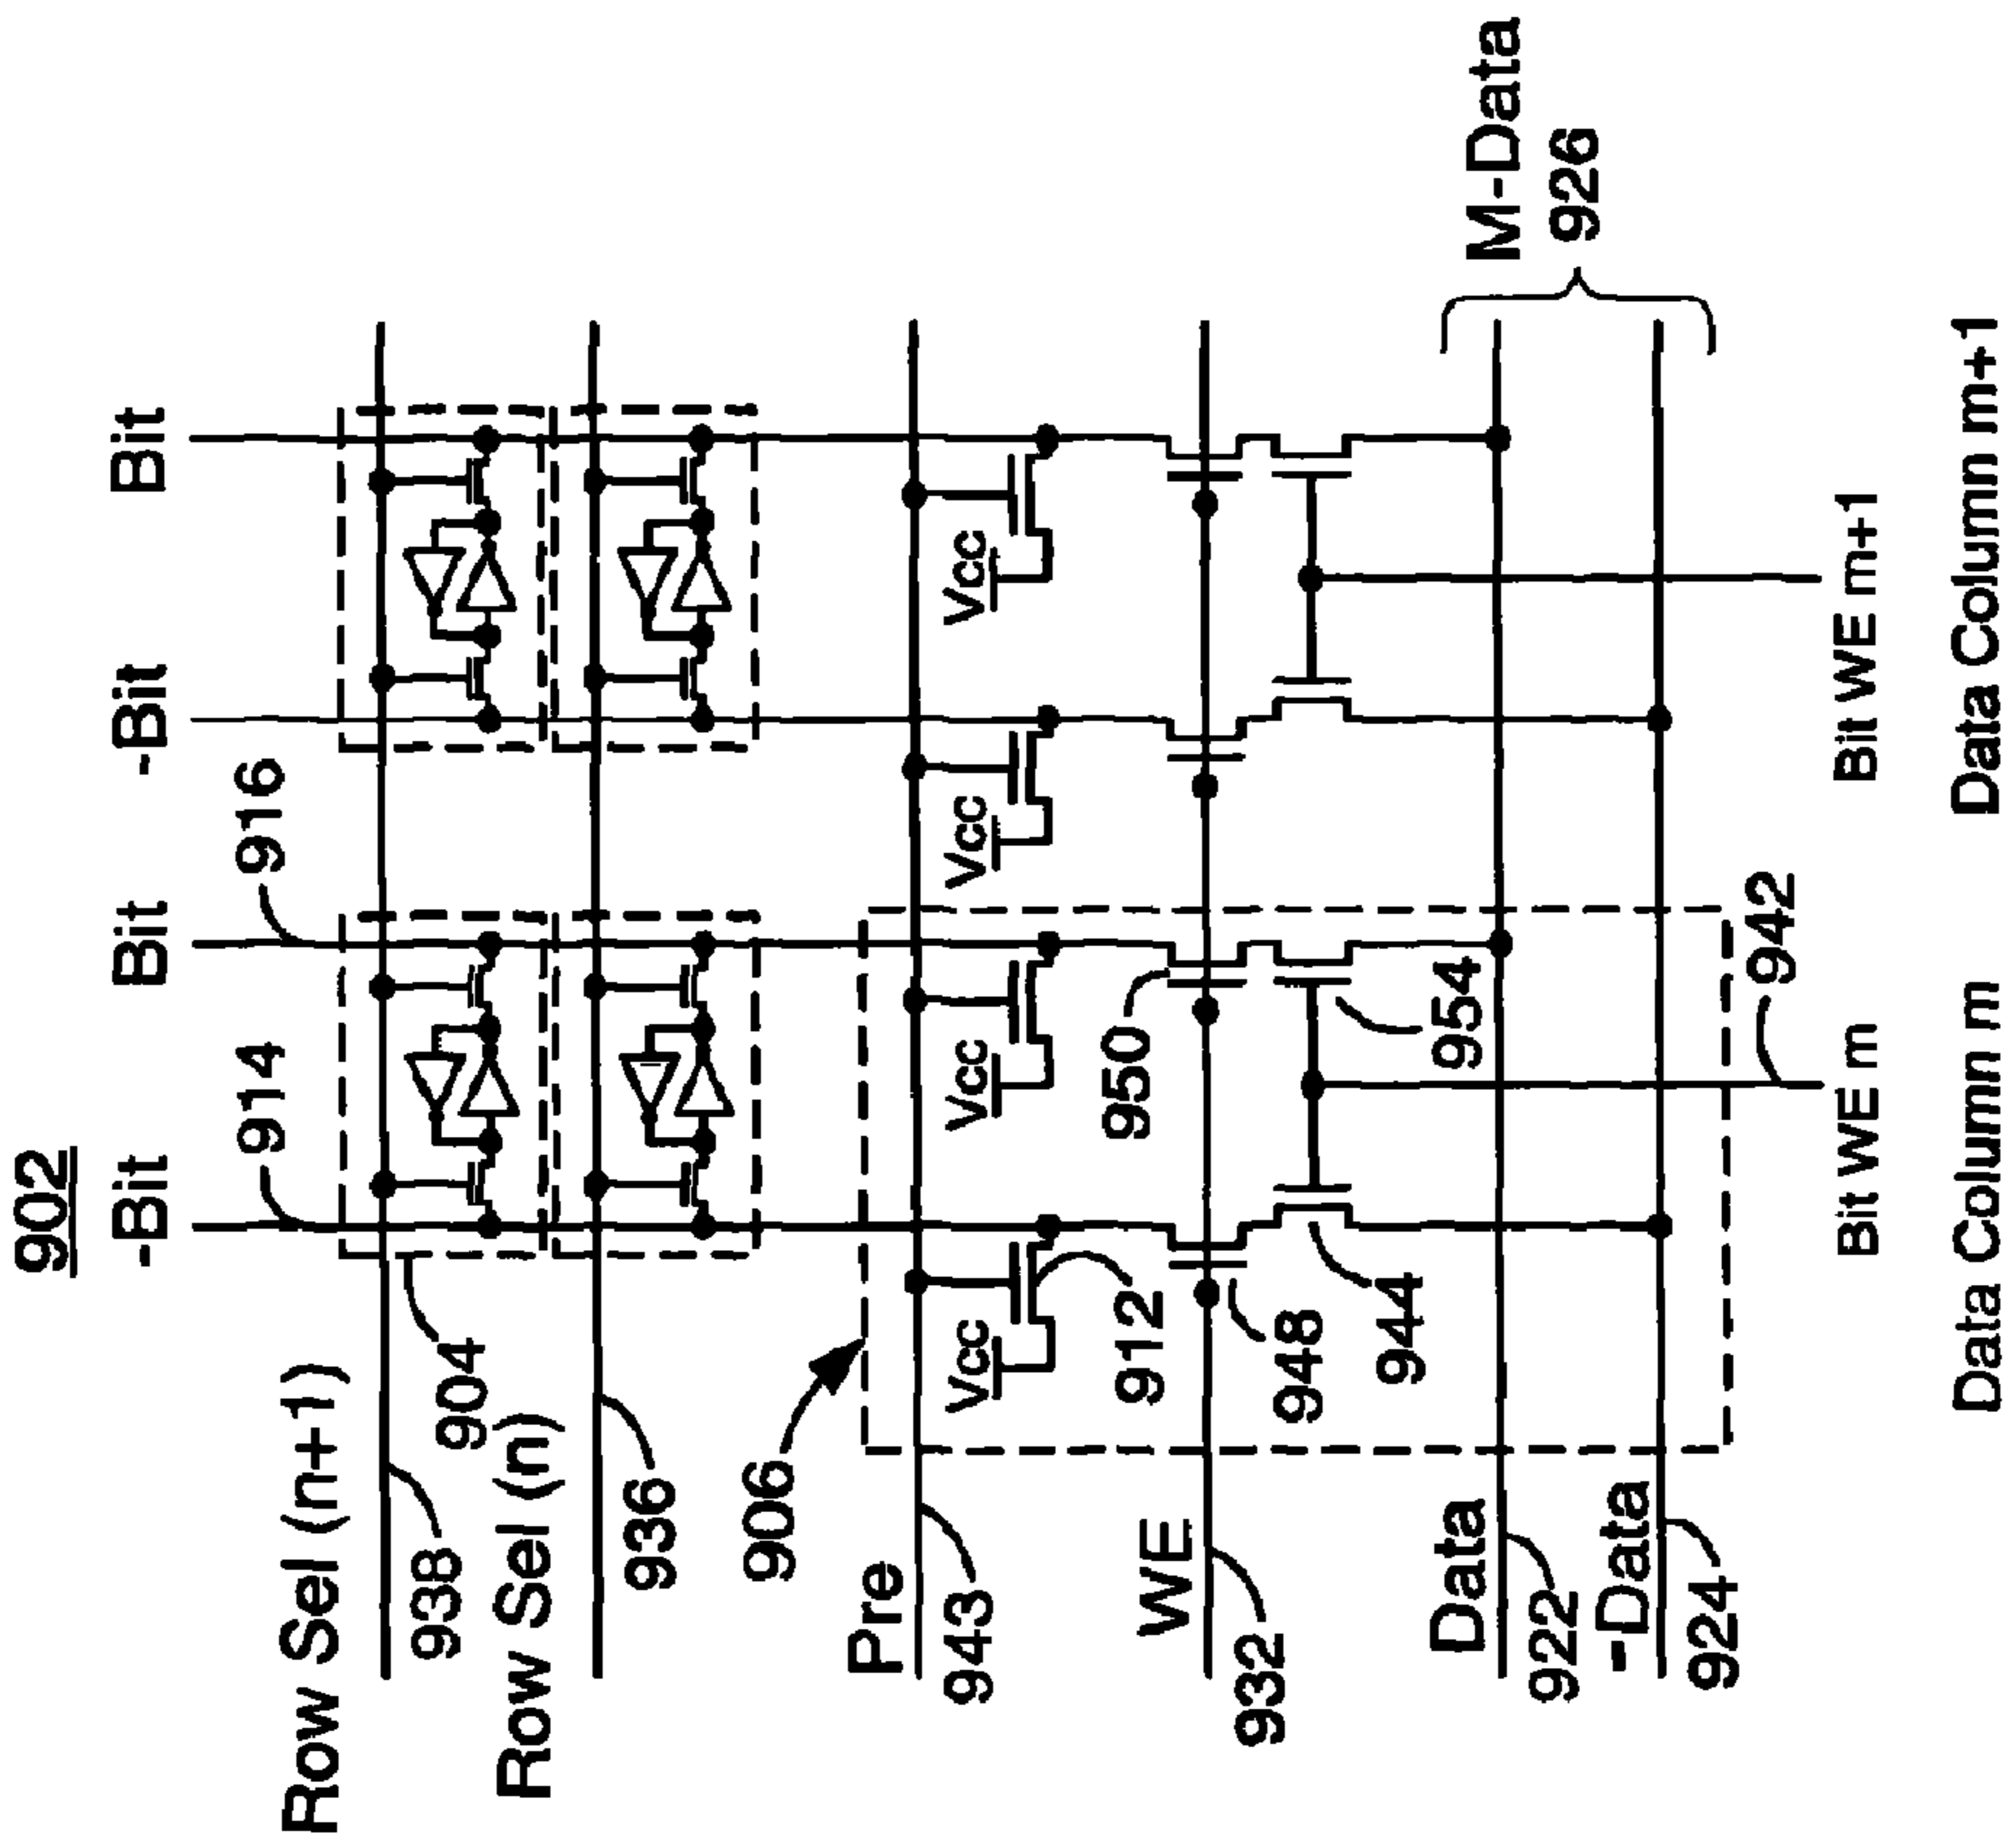 902
-Bit
Bit
-Bit
Bit
914
916
Row Sel (n+1)
938
904
Row Sel (n)
936
906
Pre
943
Vcc
Vcc
Vcc
Vcc
912
950
WE
932
948
944
954
Data
922
-Data
924
M-Data
926
942
Bit WE m
Bit WE m+1
Data Column m
Data Column m+1